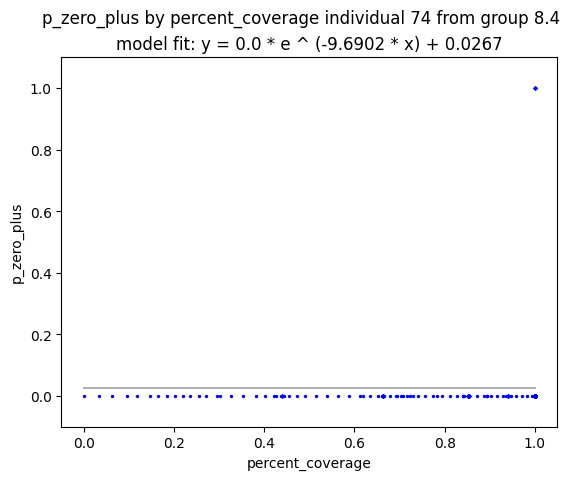 p_zero_plus by percent_coverage individual 74 from group 8.4
model fit: y = 0.0 * e ^ (-9.6902 * x) + 0.0267
1.0
0.8
0.6
0.4
0.2
0.0
p_zero_plus
0.0 0.2 0.4 0.6 0.8 1.0
percent_coverage